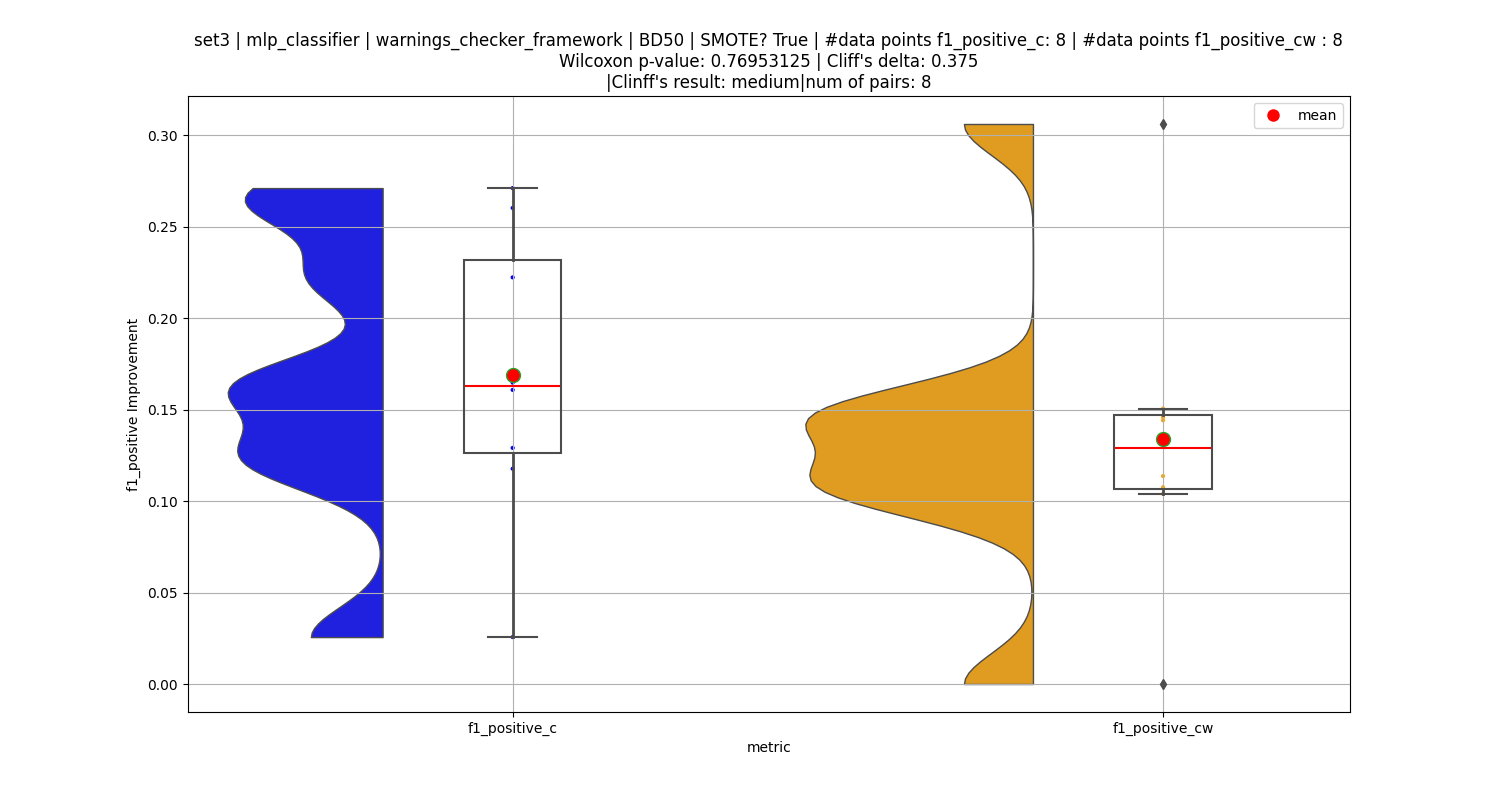 set3 | mlp_classifier | warnings_checker_framework | BD50 | SMOTE? True | #data points f1_positive_c: 8 | #data points f1_positive_cw : 8
Wilcoxon p-value: 0.76953125 | Cliff's delta: 0.375
|Clinff's result: medium|num of pairs: 8
mean
0.30
0.25
0.20
0.15
0.10
0.05
0.00
f1_positive Improvement
f1_positive_c
f1_positive_cw
metric